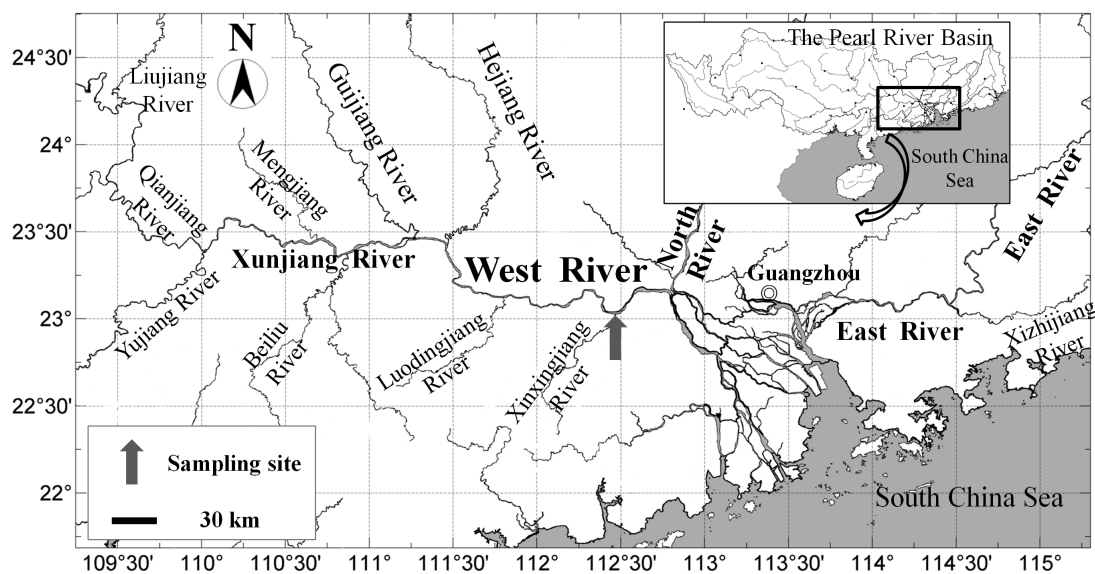 The Pearl River Basin
South China
Sea
N
Liujiang
River
Guijiang River
Hejiang River
Mengjiang
River
Qianjiang
River
Xunjiang River
West River
North
River
Guangzhou
East River
East River
Xizhijiang
River
Yujiang River
Beiliu
River
Luodingjiang
River
Xinxingjiang
River
South China Sea
Sampling site
30 km
24°30'
24°
23°30'
23°
22°30'
22°
109°30'
110°
110°30'
111°
111°30'
112°
112°30'
113°
113°30'
114°
114°30'
115°